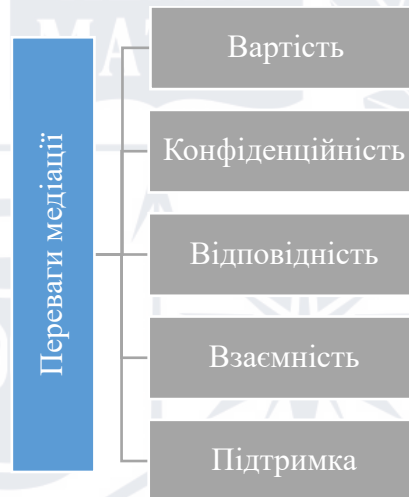 Переваги медіації
Вартість
Конфіденційність
Відповідність
Взаємність
Підтримка